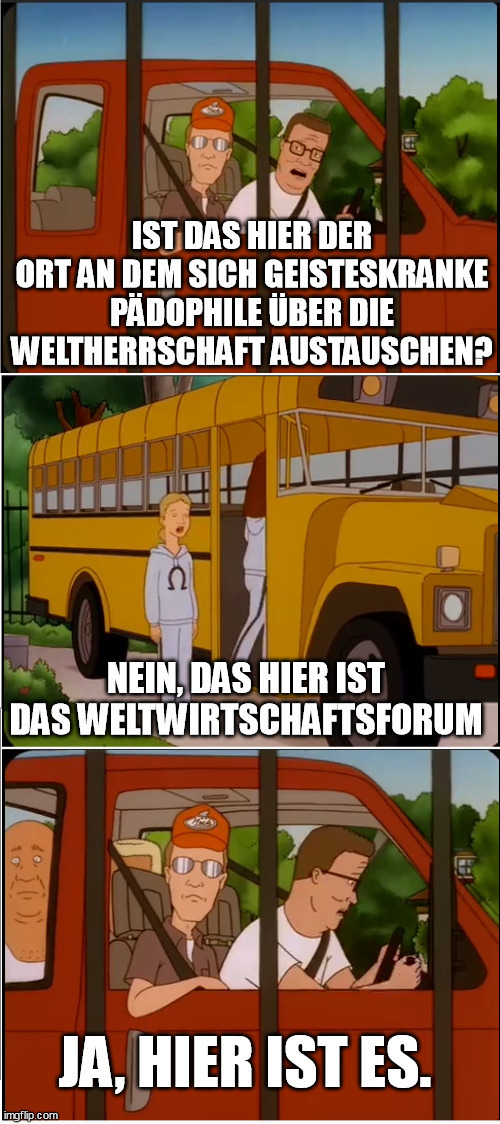 IST DAS HIER DER
ORT AN DEM SICH GEISTESKRANKE
PÄDOPHILE ÜBER DIE
WELTHERRSCHAFT AUSTAUSCHEN?
Ω
NEIN, DAS HIER IST
DAS WELTWIRTSCHAFTSFORUM
JA, HIER IST ES.
imgflip.com